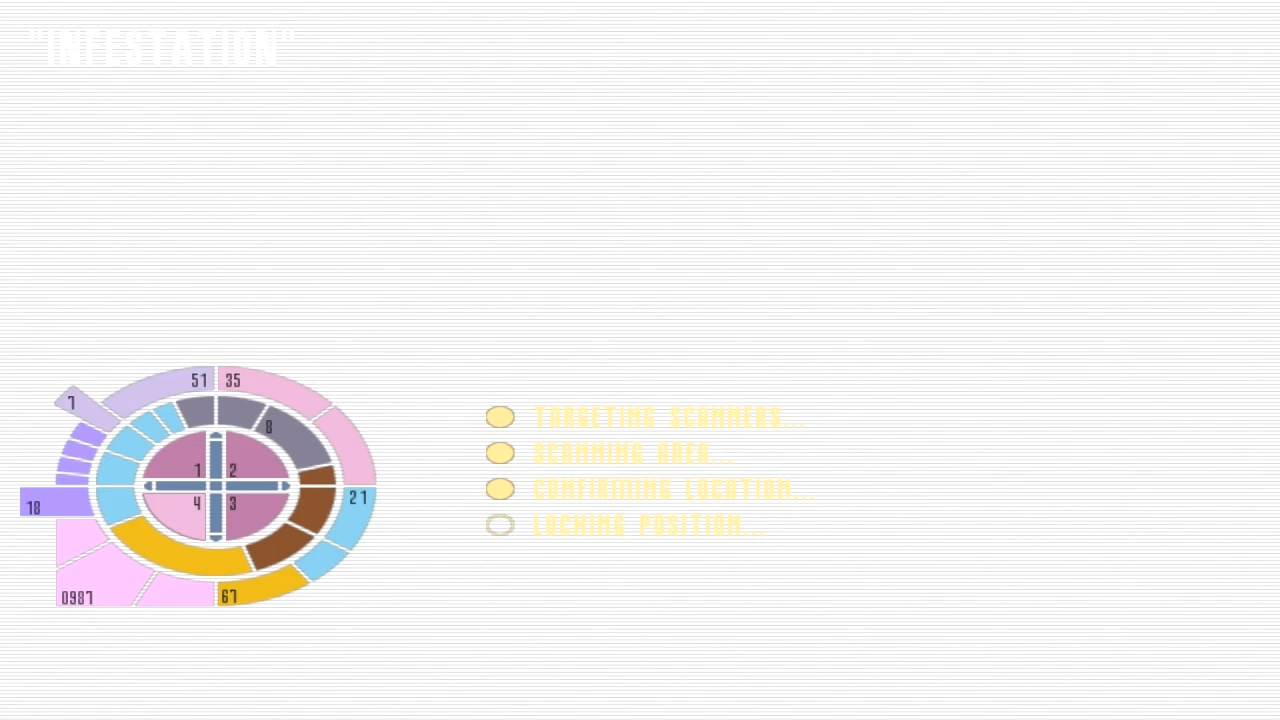 "INFESTATION"
51 35
7
8
1 2
18
4 3
21
0987
67
TARGETING SCANNERS...
SCANNING AREA...
CONFIRMING LOCATION...
LOCKING POSITION...